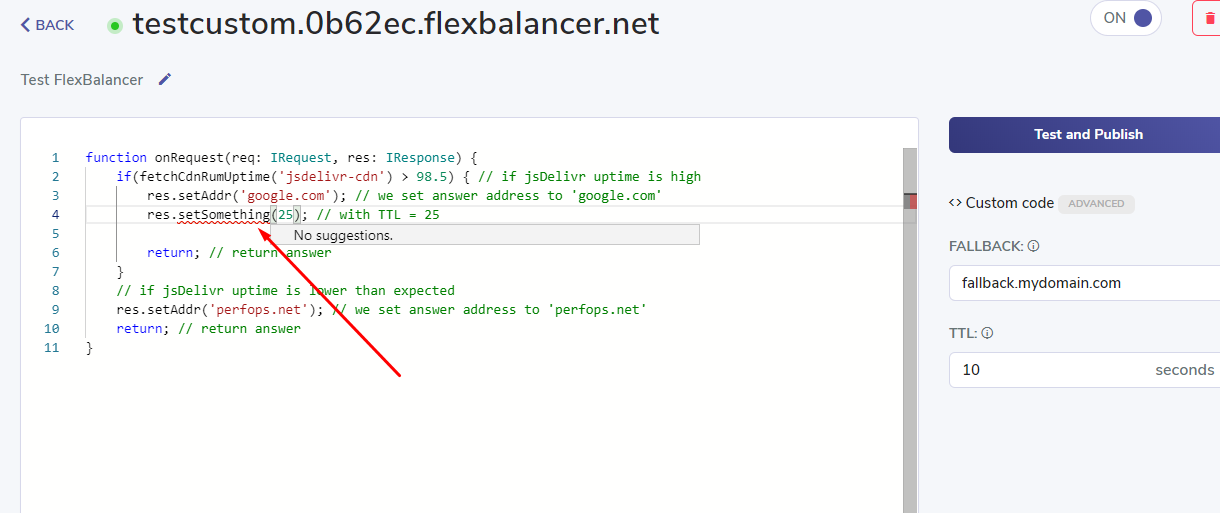 BACK
testcustom.0b62ec.flexbalancer.net
ON
Test FlexBalancer
1 function onRequest(req: IRequest, res: IResponse) {
2 if(fetchCdnRumUptime('jsdelivr-cdn') > 98.5) { // if jsDelivr uptime is high
3 res.setAddr('google.com'); // we set answer address to 'google.com'
4 res.setSomething(25); // with TTL = 25
5 No suggestions.
6 return; // return answer
7 }
8 // if jsDelivr uptime is lower than expected
9 res.setAddr('perfops.net'); // we set answer address to 'perfops.net'
10 return; // return answer
11 }
Test and Publish
<> Custom code ADVANCED
FALLBACK:
fallback.mydomain.com
TTL:
10 seconds